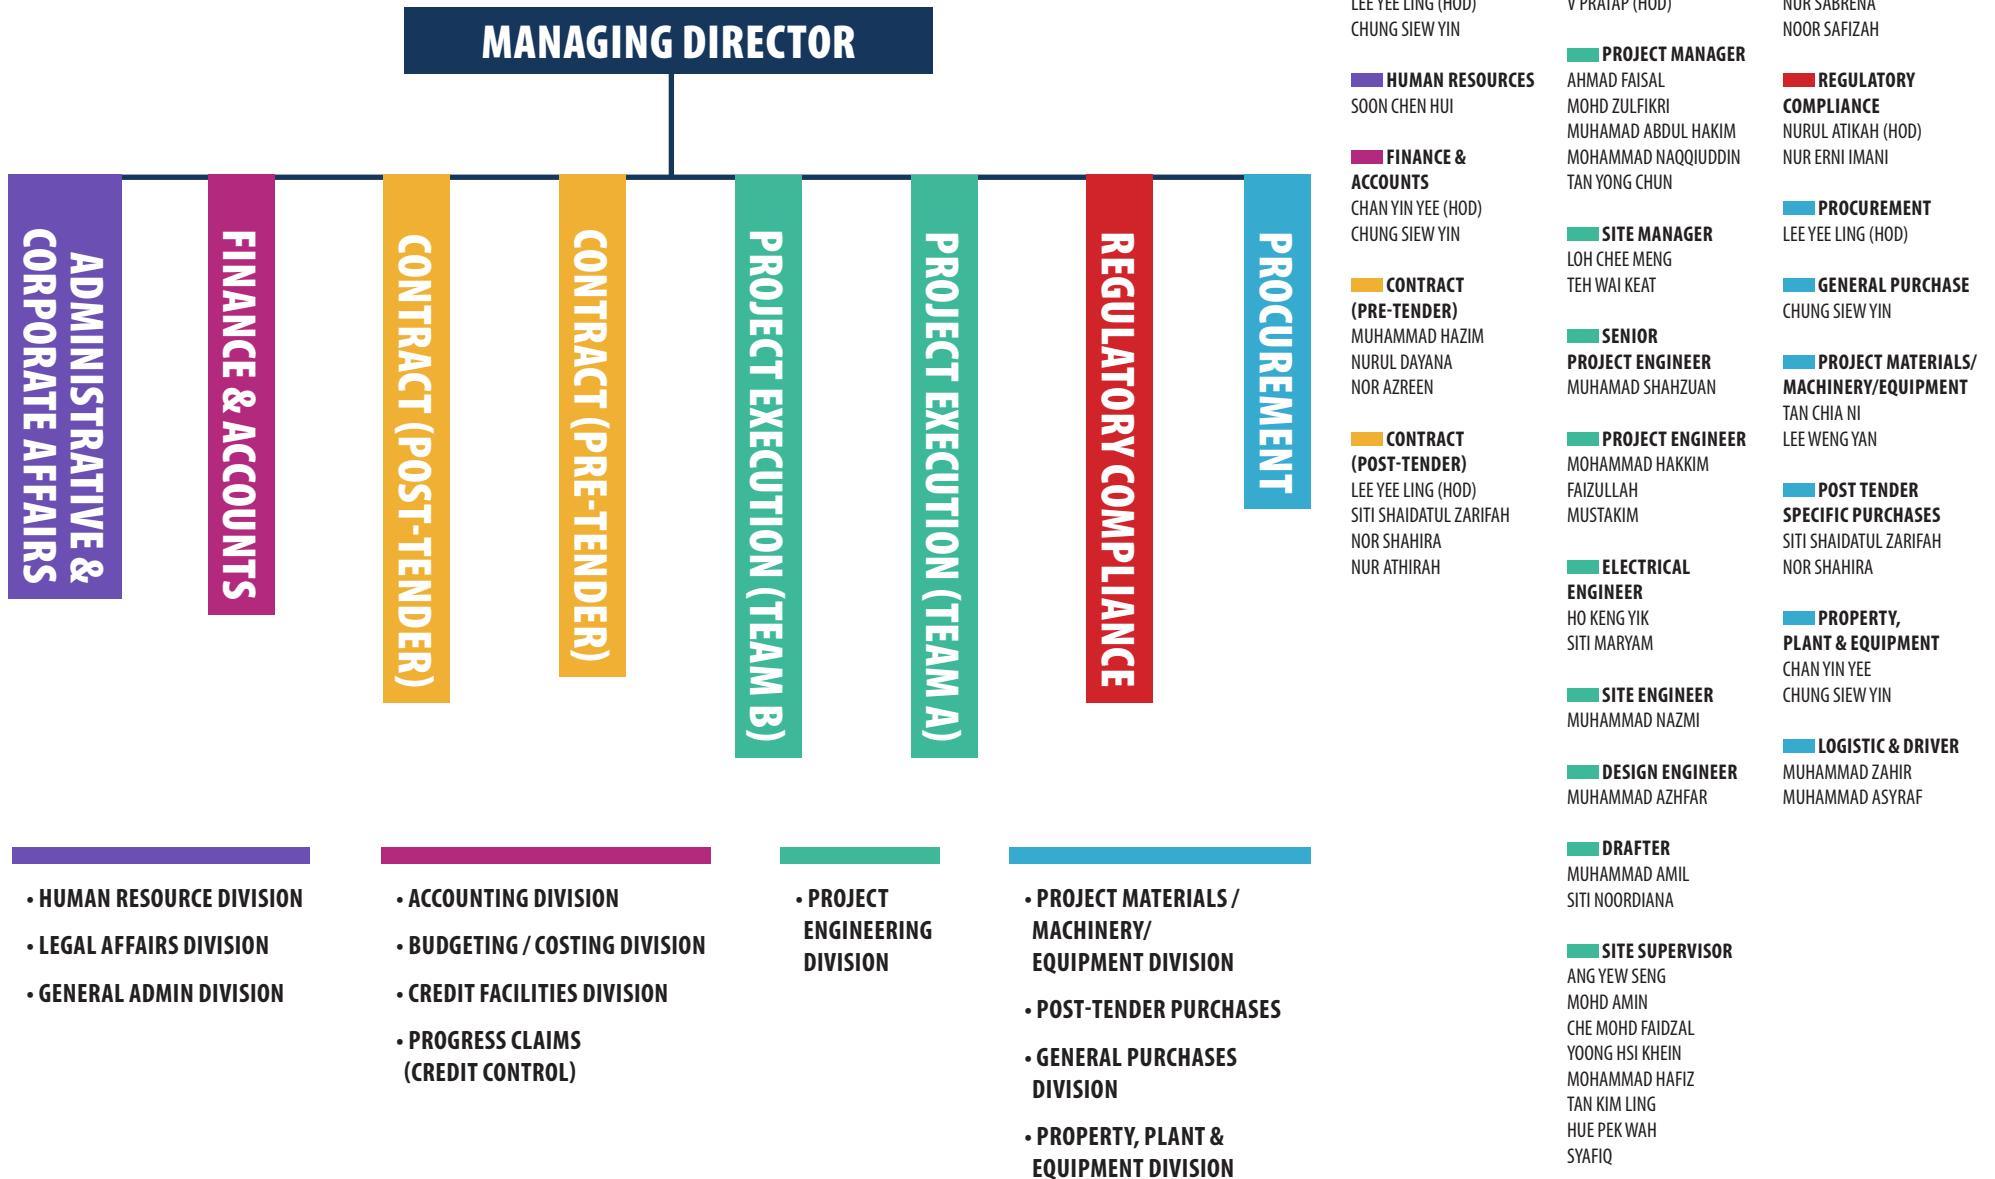 MANAGING DIRECTOR
ADMINISTRATIVE &
CORPORATE AFFAIRS
FINANCE & ACCOUNTS
CONTRACT (POST-TENDER)
CONTRACT (PRE-TENDER)
PROJECT EXECUTION (TEAM B)
PROJECT EXECUTION (TEAM A)
REGULATORY COMPLIANCE
PROCUREMENT
• HUMAN RESOURCE DIVISION
• LEGAL AFFAIRS DIVISION
• GENERAL ADMIN DIVISION
• ACCOUNTING DIVISION
• BUDGETING / COSTING DIVISION
• CREDIT FACILITIES DIVISION
• PROGRESS CLAIMS
(CREDIT CONTROL)
• PROJECT
ENGINEERING
DIVISION
• PROJECT MATERIALS /
MACHINERY/
EQUIPMENT DIVISION
• POST-TENDER PURCHASES
• GENERAL PURCHASES
DIVISION
• PROPERTY, PLANT &
EQUIPMENT DIVISION
LEE YEE LING (HOD)
CHUNG SIEW YIN
HUMAN RESOURCES
SOON CHEN HUI
FINANCE &
ACCOUNTS
CHAN YIN YEE (HOD)
CHUNG SIEW YIN
CONTRACT
(PRE-TENDER)
MUHAMMAD HAZIM
NURUL DAYANA
NOR AZREEN
CONTRACT
(POST-TENDER)
LEE YEE LING (HOD)
SITI SHAIDATUL ZARIFAH
NOR SHAHIRA
NUR ATHIRAH
V PRATAP (HOD)
PROJECT MANAGER
AHMAD FAISAL
MOHD ZULFIKRI
MUHAMAD ABDUL HAKIM
MOHAMMAD NAQQIUDDIN
TAN YONG CHUN
SITE MANAGER
LOH CHEE MENG
TEH WAI KEAT
SENIOR
PROJECT ENGINEER
MUHAMAD SHAHZUAN
PROJECT ENGINEER
MOHAMMAD HAKKIM
FAIZULLAH
MUSTAKIM
ELECTRICAL
ENGINEER
HO KENG YIK
SITI MARYAM
SITE ENGINEER
MUHAMMAD NAZMI
DESIGN ENGINEER
MUHAMMAD AZHFAR
DRAFTER
MUHAMMAD AMIL
SITI NOORDIANA
SITE SUPERVISOR
ANG YEW SENG
MOHD AMIN
CHE MOHD FAIDZAL
YOONG HSI KHEIN
MOHAMMAD HAFIZ
TAN KIM LING
HUE PEK WAH
SYAFIQ
NUR SABRENA
NOOR SAFIZAH
REGULATORY
COMPLIANCE
NURUL ATIKAH (HOD)
NUR ERNI IMANI
PROCUREMENT
LEE YEE LING (HOD)
GENERAL PURCHASE
CHUNG SIEW YIN
PROJECT MATERIALS/
MACHINERY/EQUIPMENT
TAN CHIA NI
LEE WENG YAN
POST TENDER
SPECIFIC PURCHASES
SITI SHAIDATUL ZARIFAH
NOR SHAHIRA
PROPERTY,
PLANT & EQUIPMENT
CHAN YIN YEE
CHUNG SIEW YIN
LOGISTIC & DRIVER
MUHAMMAD ZAHIR
MUHAMMAD ASYRAF